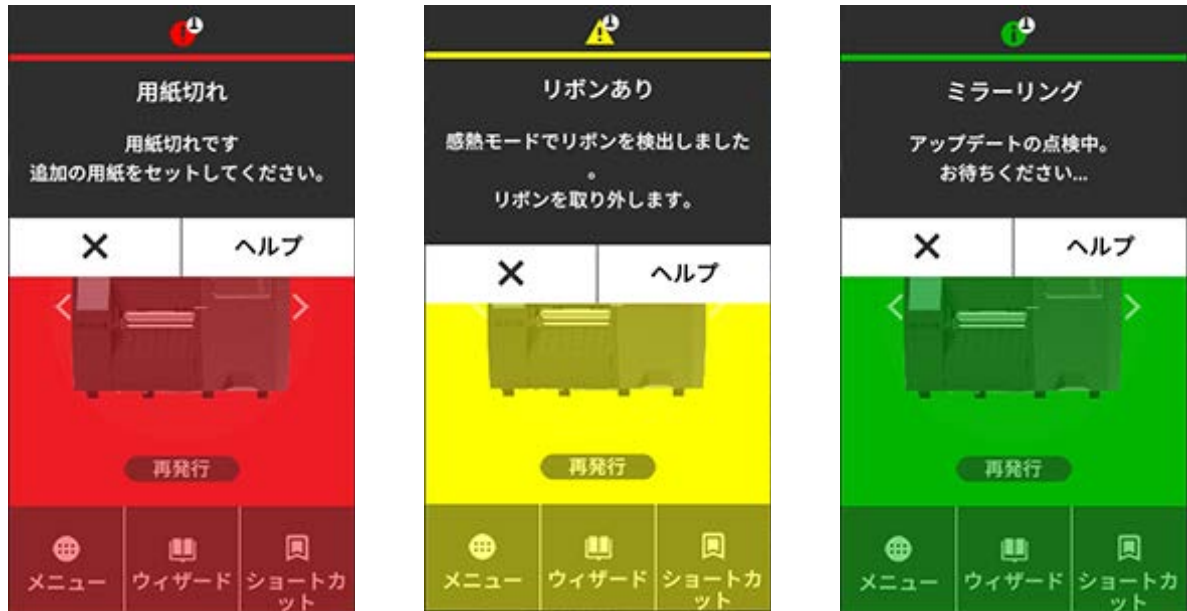 用紙切れ
用紙切れです
追加の用紙をセットしてください。
×
ヘルプ
再発行
メニュー
ウィザード
ショートカ
ット
リボンあり
感熱モードでリボンを検出しました
。
リボンを取り外します。
×
ヘルプ
再発行
メニュー
ウィザード
ショートカ
ット
ミラーリング
アップデートの点検中。
お待ちください...
×
ヘルプ
再発行
メニュー
ウィザード
ショートカ
ット